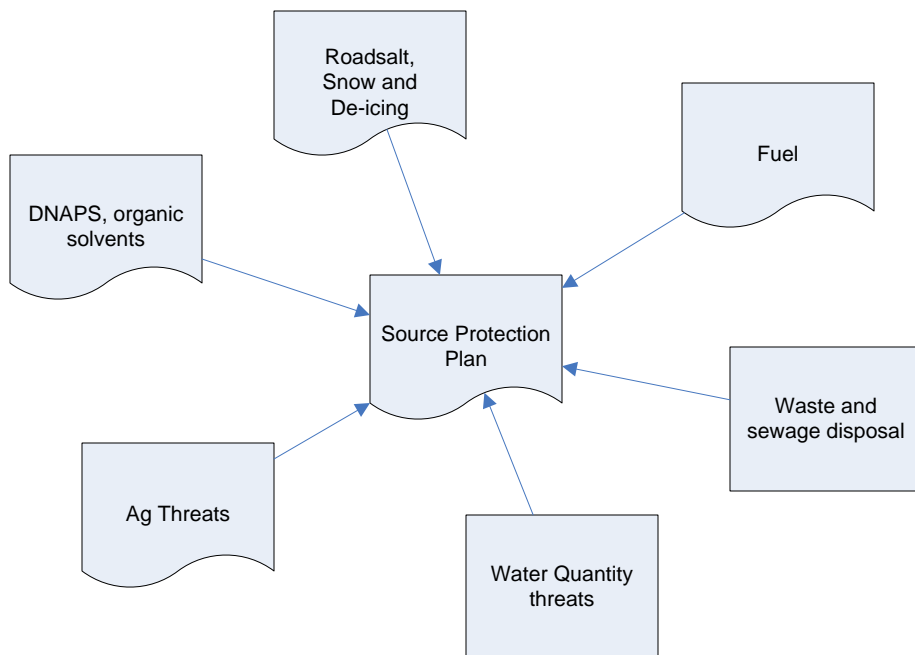 Roadsalt,
Snow and
De-icing
Fuel
DNAPS, organic
solvents
Source Protection
Plan
Waste and
sewage disposal
Ag Threats
Water Quantity
threats